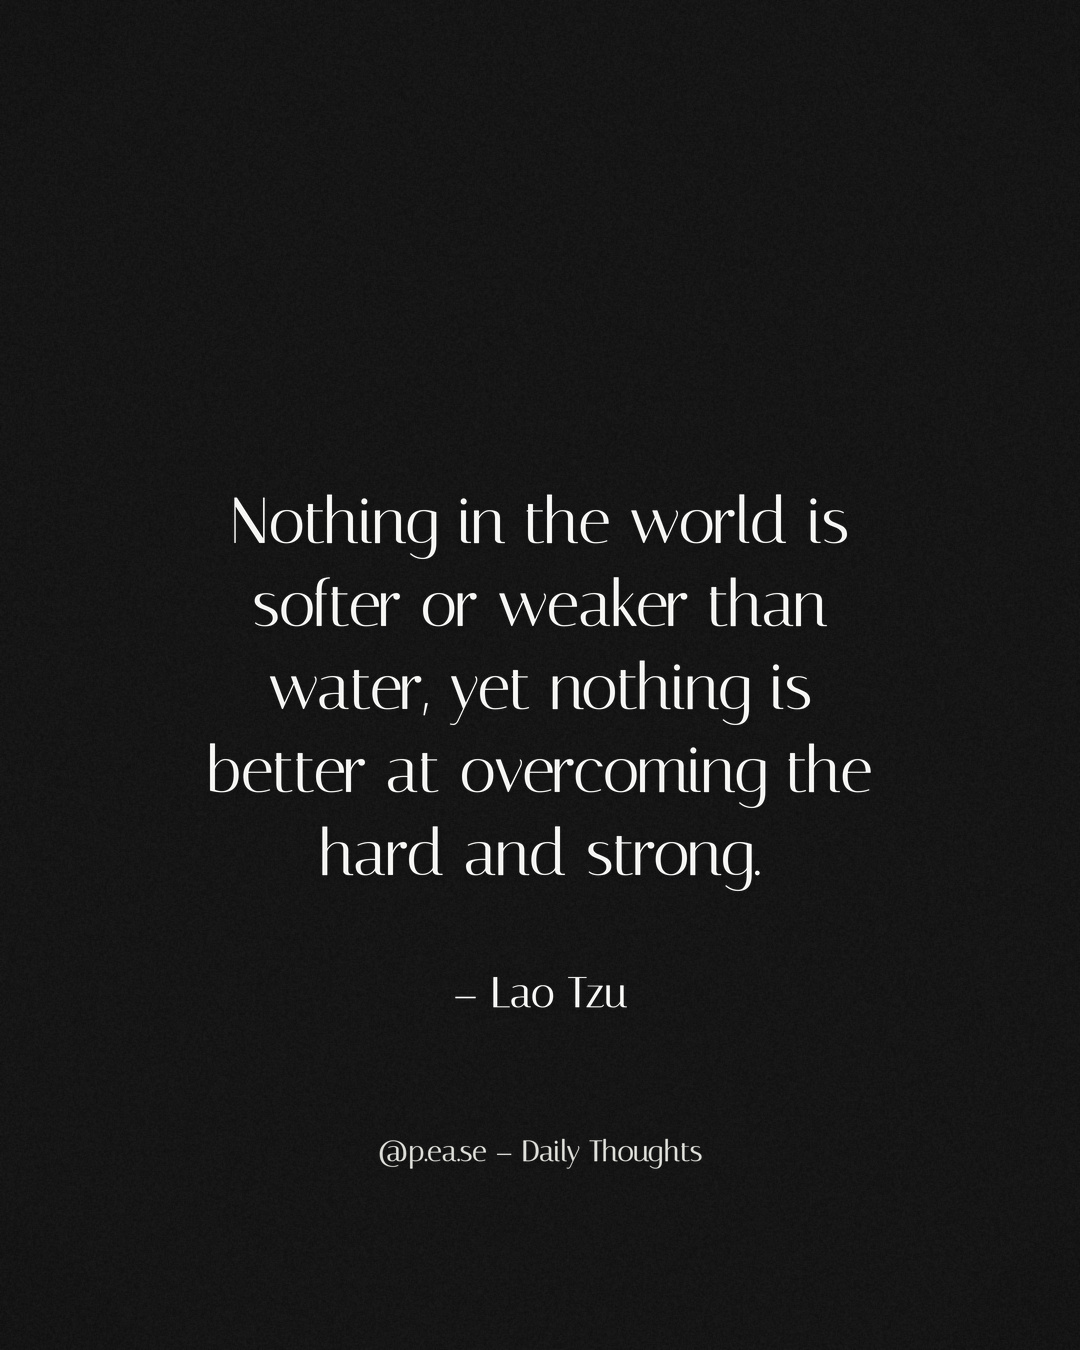 Nothing in the world is
softer or weaker than
water, yet nothing is
better at overcoming the
hard and strong.
– Lao Tzu
@p.ea.se – Daily Thoughts